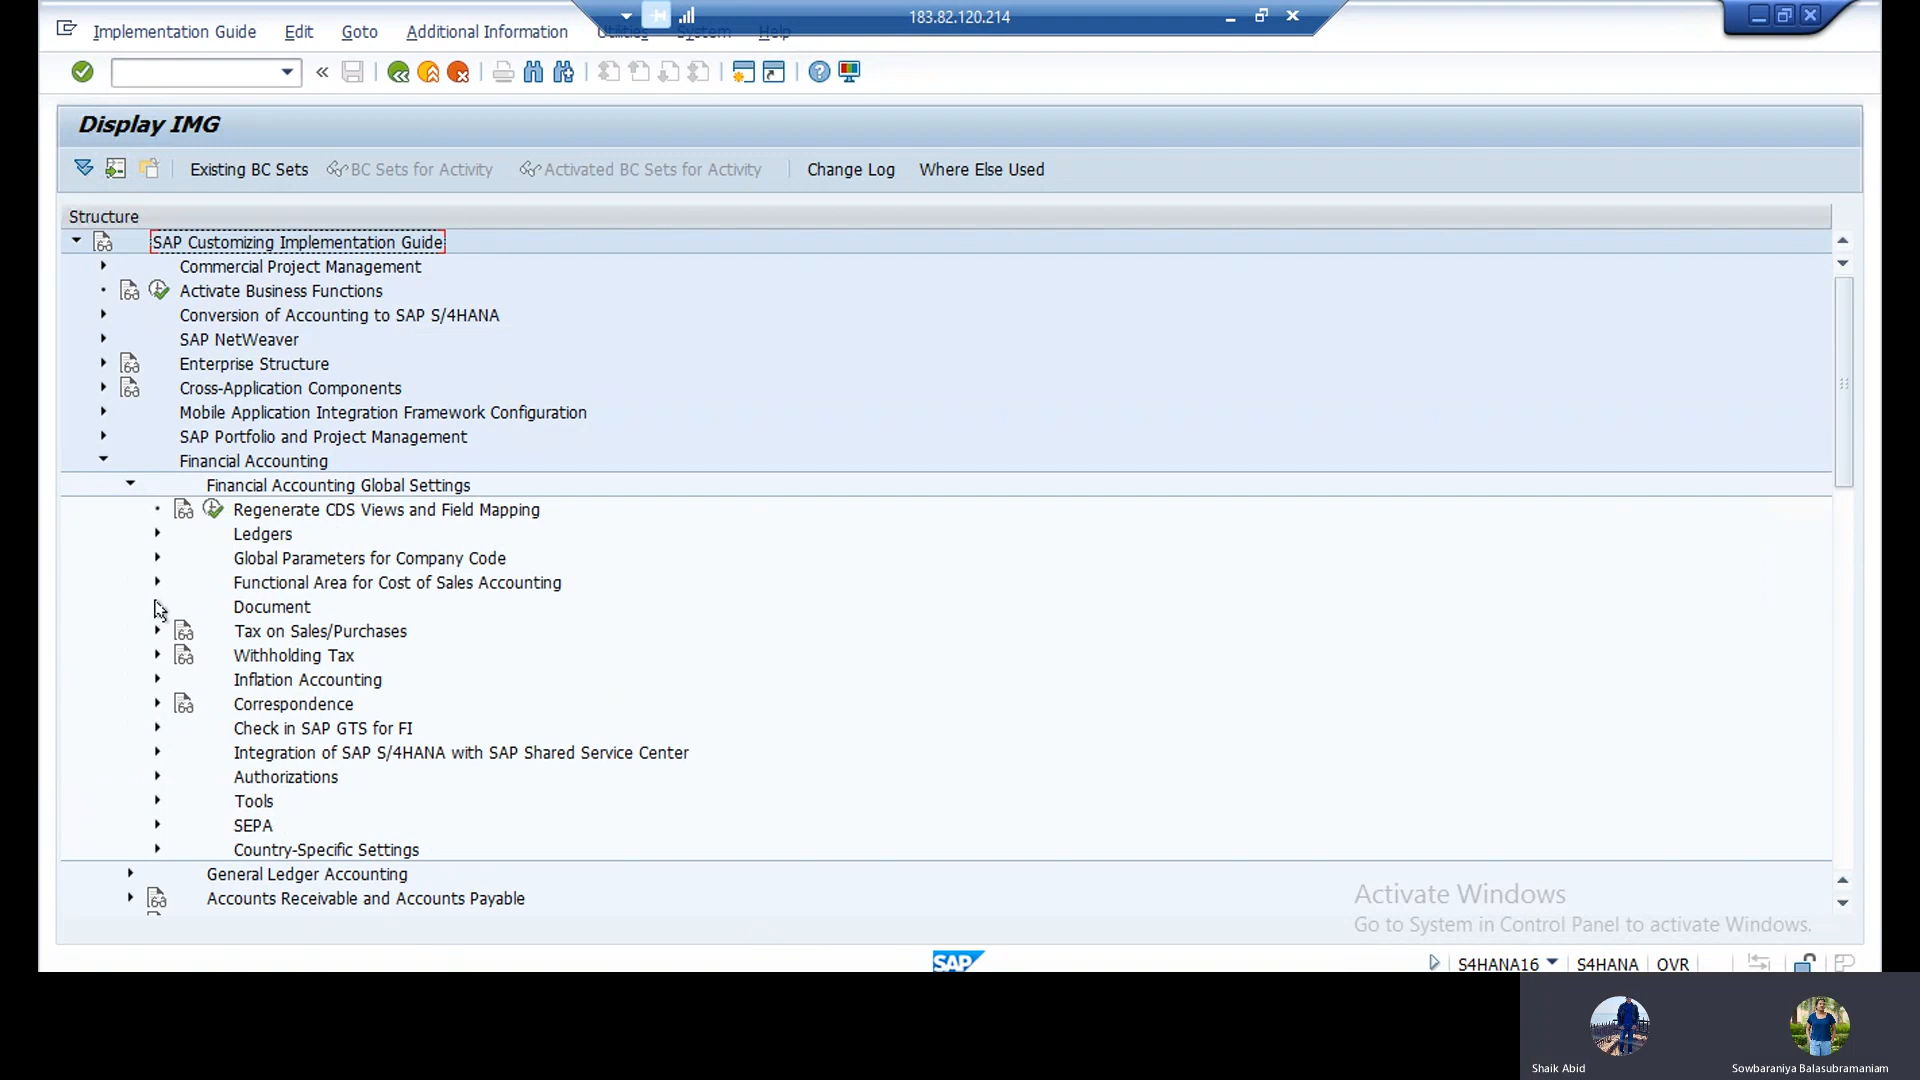 183.82.120.214
Implementation Guide Edit Goto Additional Information Utilities System Help
Display IMG
Existing BC Sets BC Sets for Activity Activated BC Sets for Activity Change Log Where Else Used
Structure
SAP Customizing Implementation Guide
Commercial Project Management
Activate Business Functions
Conversion of Accounting to SAP S/4HANA
SAP NetWeaver
Enterprise Structure
Cross-Application Components
Mobile Application Integration Framework Configuration
SAP Portfolio and Project Management
Financial Accounting
Financial Accounting Global Settings
Regenerate CDS Views and Field Mapping
Ledgers
Global Parameters for Company Code
Functional Area for Cost of Sales Accounting
Document
Tax on Sales/Purchases
Withholding Tax
Inflation Accounting
Correspondence
Check in SAP GTS for FI
Integration of SAP S/4HANA with SAP Shared Service Center
Authorizations
Tools
SEPA
Country-Specific Settings
General Ledger Accounting
Accounts Receivable and Accounts Payable
Activate Windows
Go to System in Control Panel to activate Windows.
SAP S4HANA16 S4HANA OVR
Shaik Abid Sowbaraniya Balasubramaniam